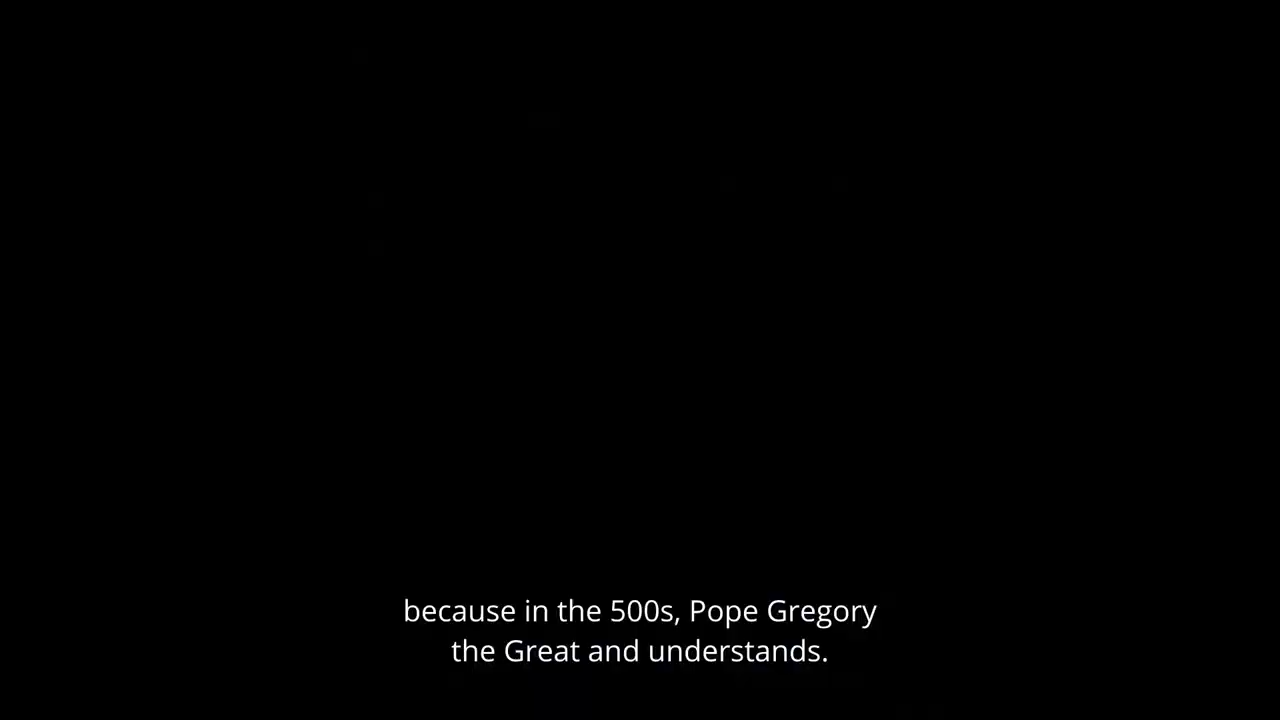 because in the 500s, Pope Gregory
the Great and understands.